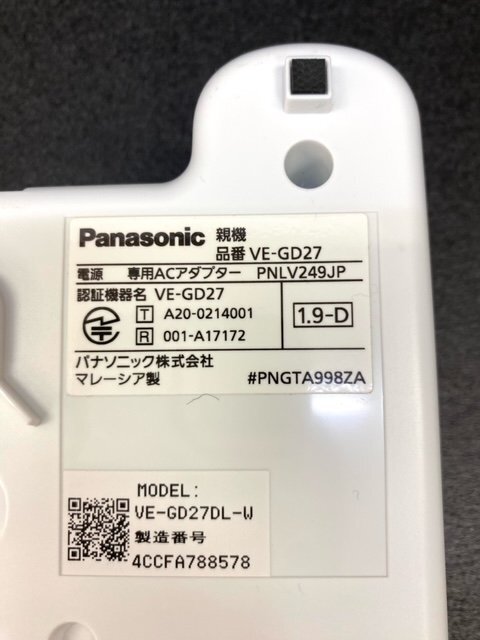 Panasonic 親機
品番 VE-GD27
電源 専用ACアダプター PNLV249JP
認証機器名 VE-GD27
T A20-0214001
R 001-A17172
1.9-D
パナソニック株式会社
マレーシア製 #PNGTA998ZA
MODEL:
VE-GD27DL-W
製造番号
4CCFA788578